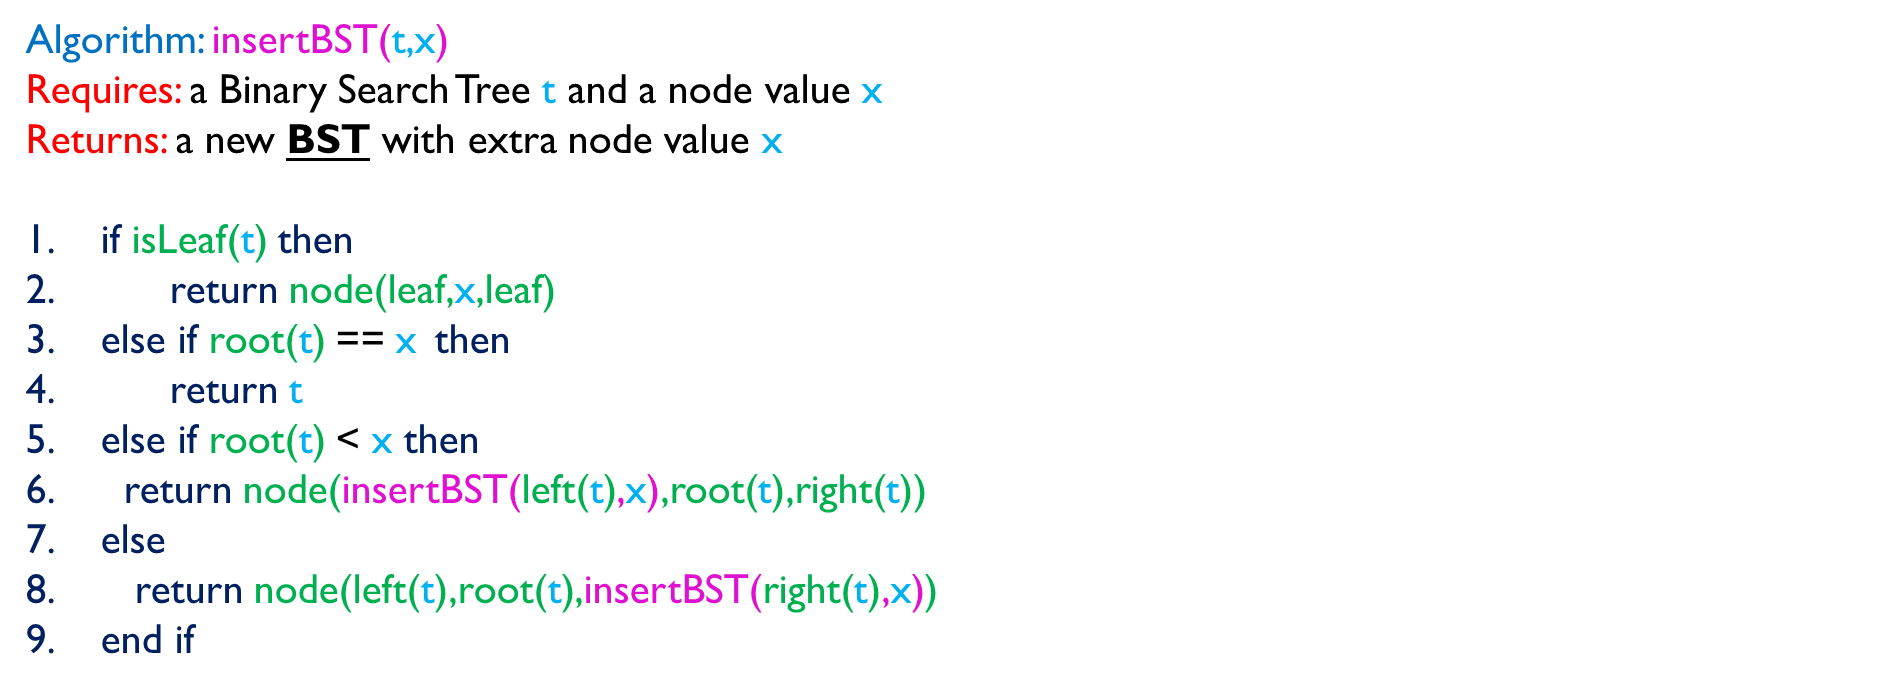 Algorithm: insertBST(t,x)
Requires: a Binary Search Tree t and a node value x
Returns: a new BST with extra node value x
1. if isLeaf(t) then
2. return node(leaf,x,leaf)
3. else if root(t) == x then
4. return t
5. else if root(t) < x then
6. return node(insertBST(left(t),x),root(t),right(t))
7. else
8. return node(left(t),root(t),insertBST(right(t),x))
9. end if